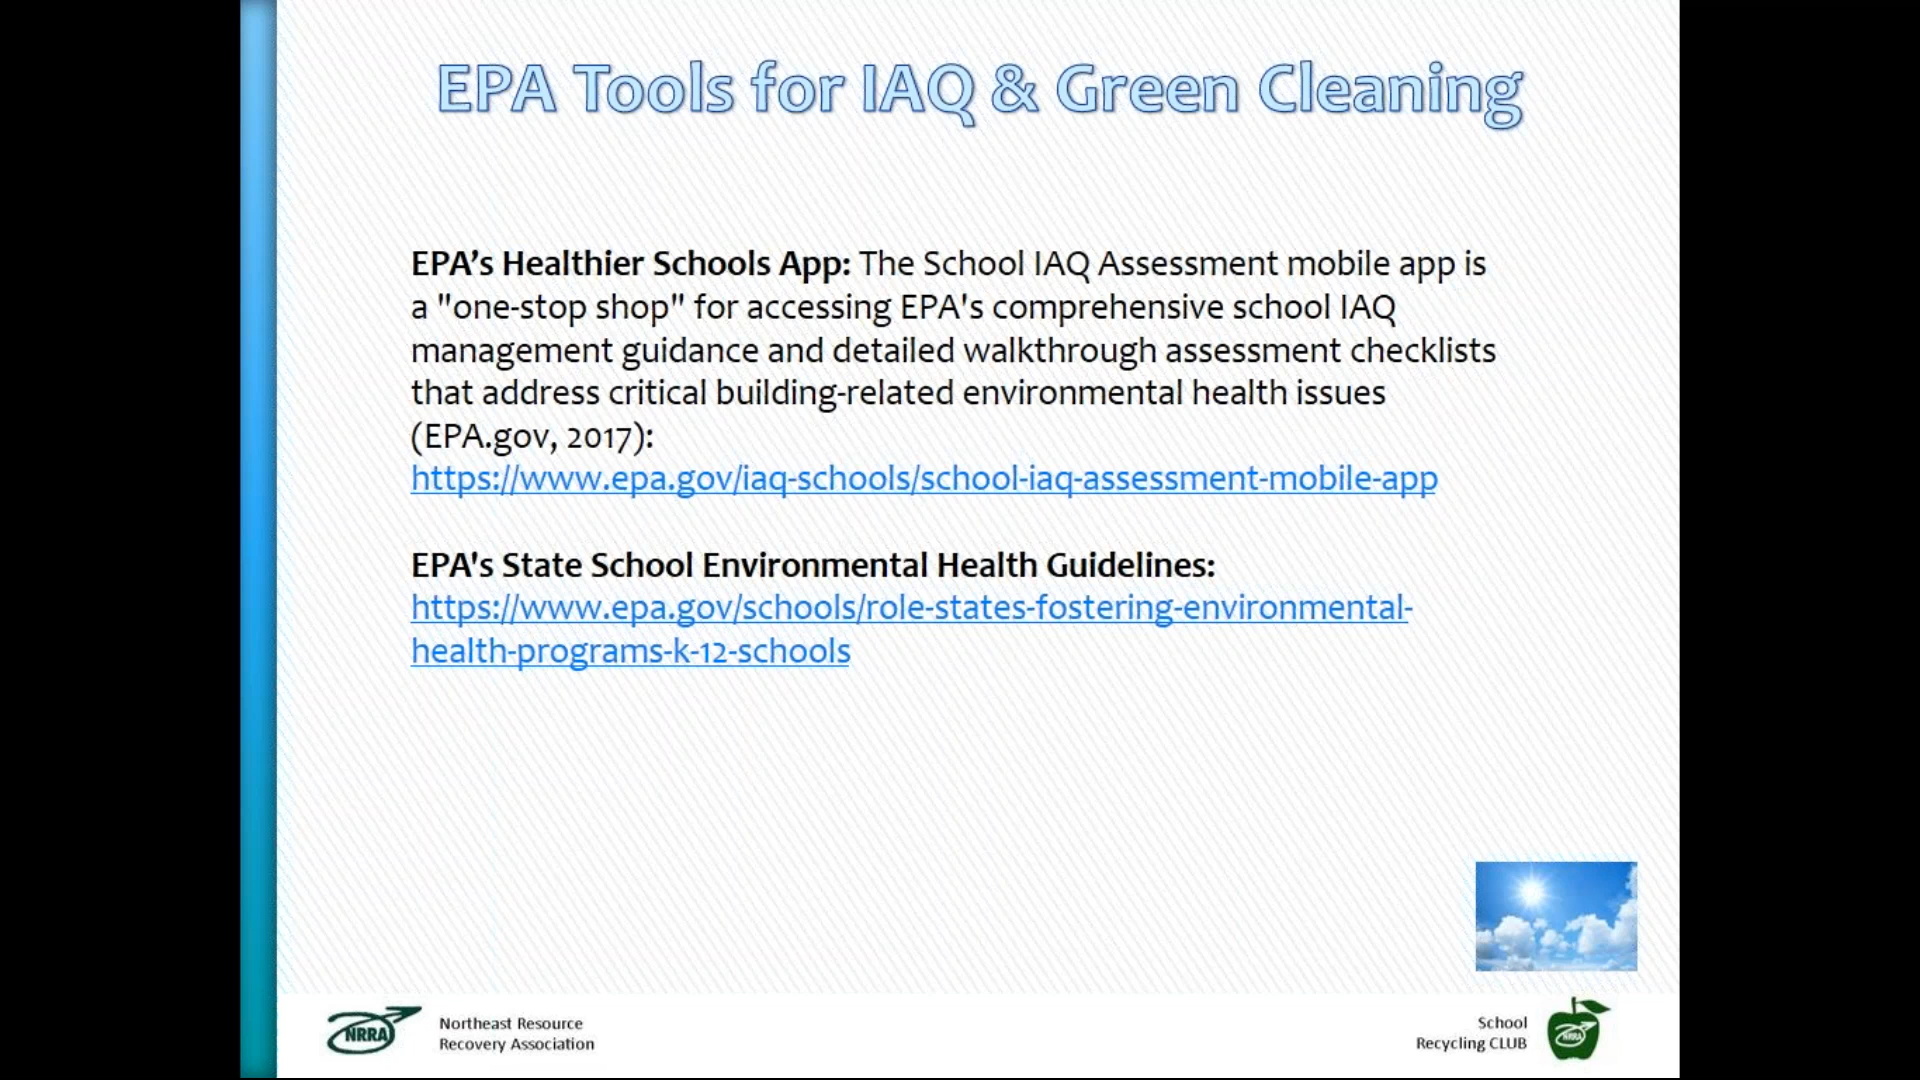 EPA Tools for IAQ & Green Cleaning
EPA’s Healthier Schools App: The School IAQ Assessment mobile app is
a "one-stop shop" for accessing EPA's comprehensive school IAQ
management guidance and detailed walkthrough assessment checklists
that address critical building-related environmental health issues
(EPA.gov, 2017):
https://www.epa.gov/iaq-schools/school-iaq-assessment-mobile-app
EPA's State School Environmental Health Guidelines:
https://www.epa.gov/schools/role-states-fostering-environmental-
health-programs-k-12-schools
NRRA
Northeast Resource
Recovery Association
School
Recycling CLUB
NRRA